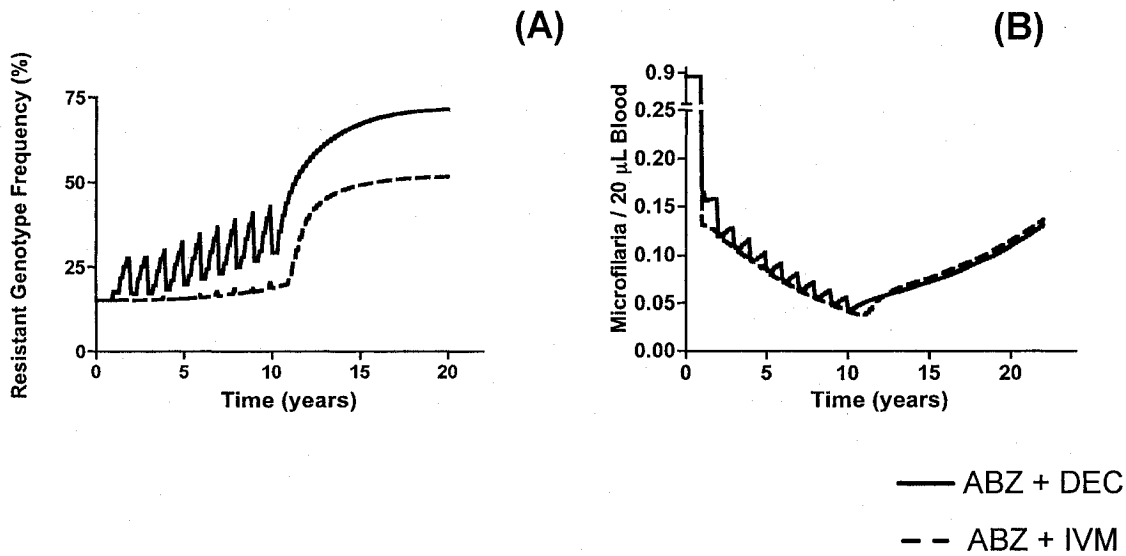 (A)
Resistant Genotype Frequency (%)
75
50
25
0
0 5 10 15 20
Time (years)
(B)
Microfilaria / 20 µL Blood
0.9
0.25
0.20
0.15
0.10
0.05
0.00
0 5 10 15 20
Time (years)
ABZ + DEC
ABZ + IVM